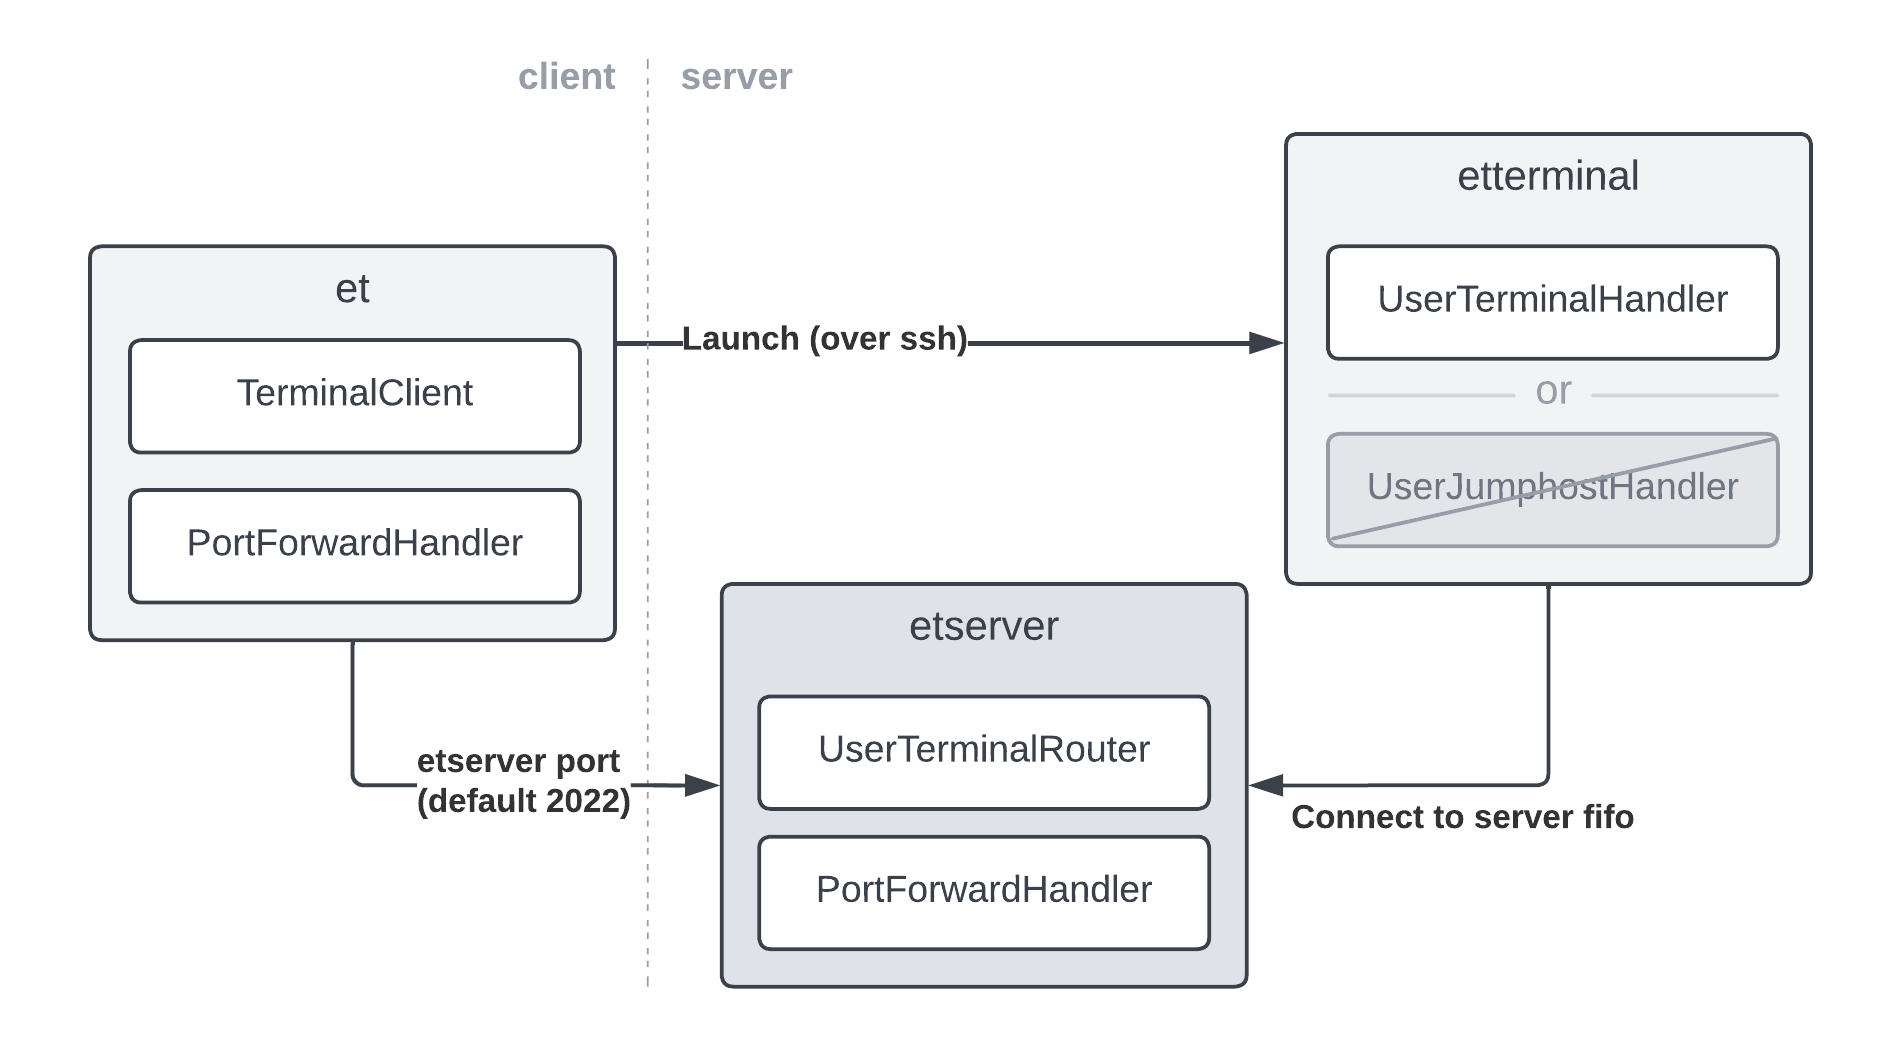 client
server
etterminal
et
UserTerminalHandler
Launch (over ssh)
TerminalClient
or
UserJumphostHandler
PortForwardHandler
etserver
UserTerminalRouter
etserver port
(default 2022)
Connect to server fifo
PortForwardHandler